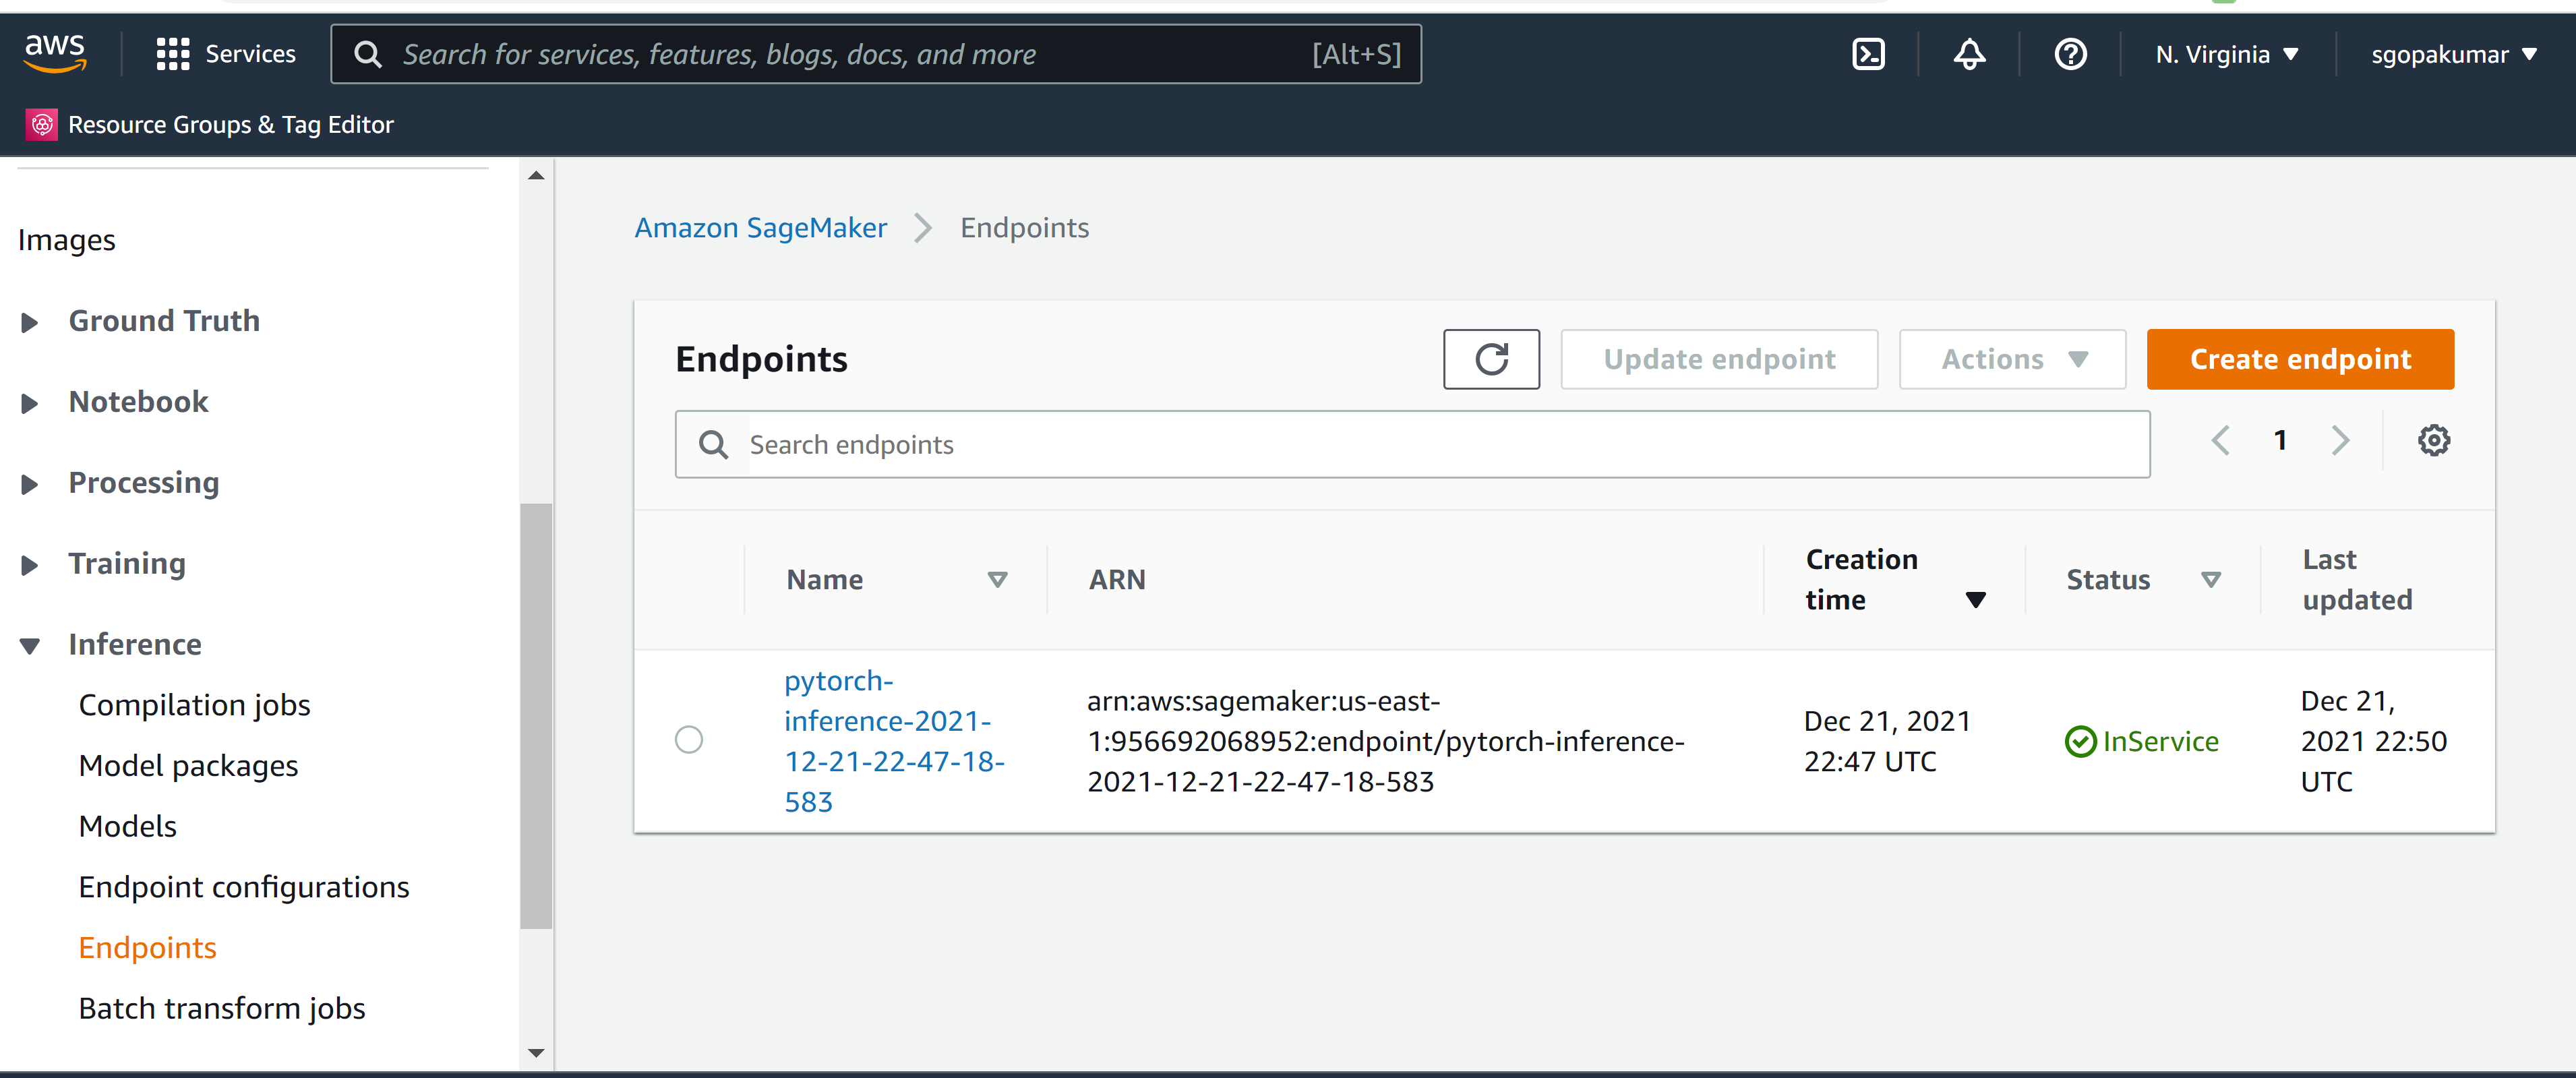 aws
Services
Search for services, features, blogs, docs, and more
[Alt+S]
N. Virginia
sgopakumar
Resource Groups & Tag Editor
Images
Ground Truth
Notebook
Processing
Training
Inference
Compilation jobs
Model packages
Models
Endpoint configurations
Endpoints
Batch transform jobs
Amazon SageMaker
Endpoints
Endpoints
Update endpoint
Actions
Create endpoint
Search endpoints
1
Name
ARN
Creation
time
Status
Last
updated
pytorch-
inference-2021-
12-21-22-47-18-
583
arn:aws:sagemaker:us-east-
1:956692068952:endpoint/pytorch-inference-
2021-12-21-22-47-18-583
Dec 21, 2021
22:47 UTC
InService
Dec 21,
2021 22:50
UTC